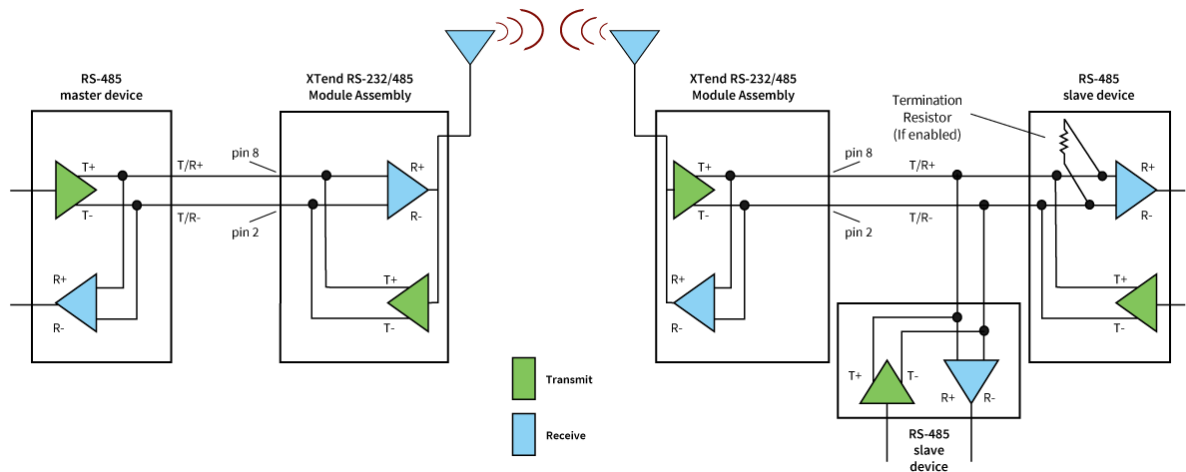 RS-485
master device
XTend RS-232/485
Module Assembly
XTend RS-232/485
Module Assembly
RS-485
slave device
Termination
Resistor
(If enabled)
T+
T-
R+
R-
T/R+
T/R-
pin 8
pin 2
R+
R-
T+
T-
T+
T-
R+
R-
pin 8
pin 2
T/R+
T/R-
R+
R-
T+
T-
T+
T-
R+
R-
RS-485
slave
device
Transmit
Receive